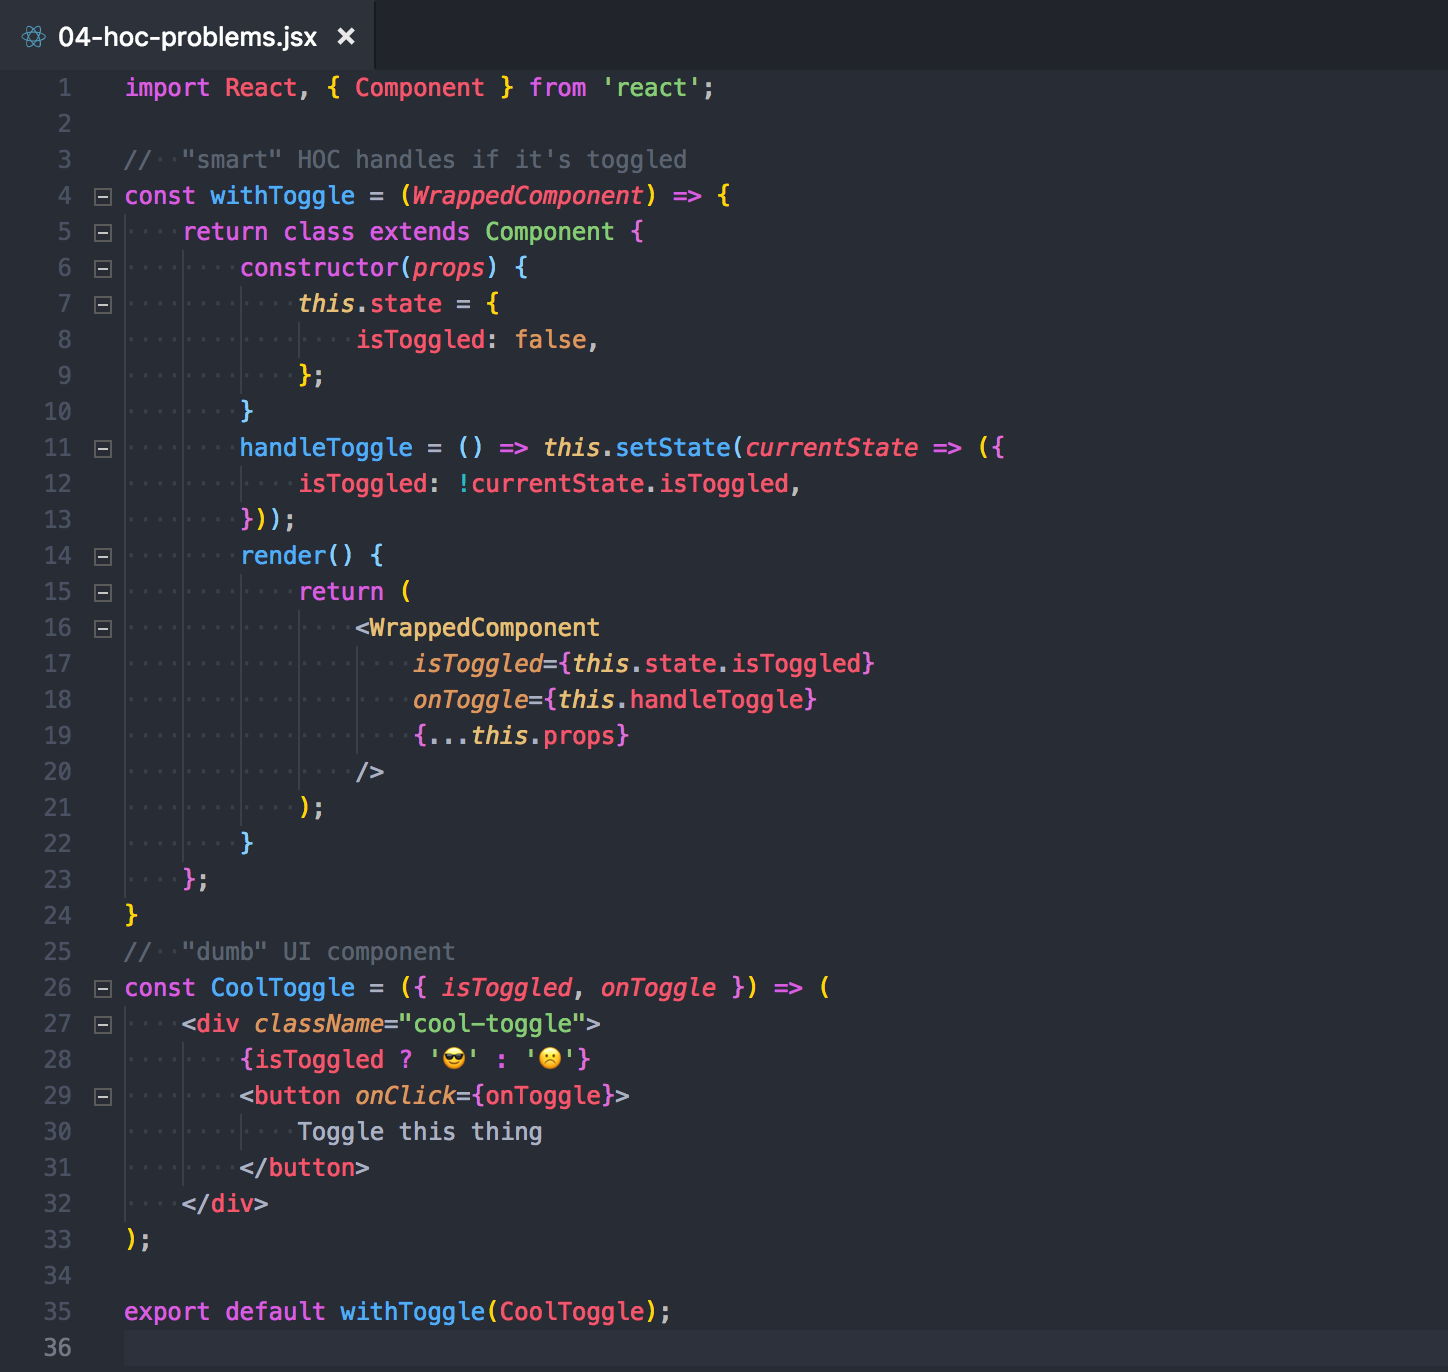 04-hoc-problems.jsx ×
1 import React, { Component } from 'react';
2
3 // "smart" HOC handles if it's toggled
4 const withToggle = (WrappedComponent) => {
5     return class extends Component {
6         constructor(props) {
7             this.state = {
8                 isToggled: false,
9             };
10         }
11         handleToggle = () => this.setState(currentState => ({
12             isToggled: !currentState.isToggled,
13         }));
14         render() {
15             return (
16                 <WrappedComponent
17                     isToggled={this.state.isToggled}
18                     onToggle={this.handleToggle}
19                     {...this.props}
20                 />
21             );
22         }
23     };
24 }
25 // "dumb" UI component
26 const CoolToggle = ({ isToggled, onToggle }) => (
27     <div className="cool-toggle">
28         {isToggled ? '😎' : '☹️'}
29         <button onClick={onToggle}>
30             Toggle this thing
31         </button>
32     </div>
33 );
34
35 export default withToggle(CoolToggle);
36